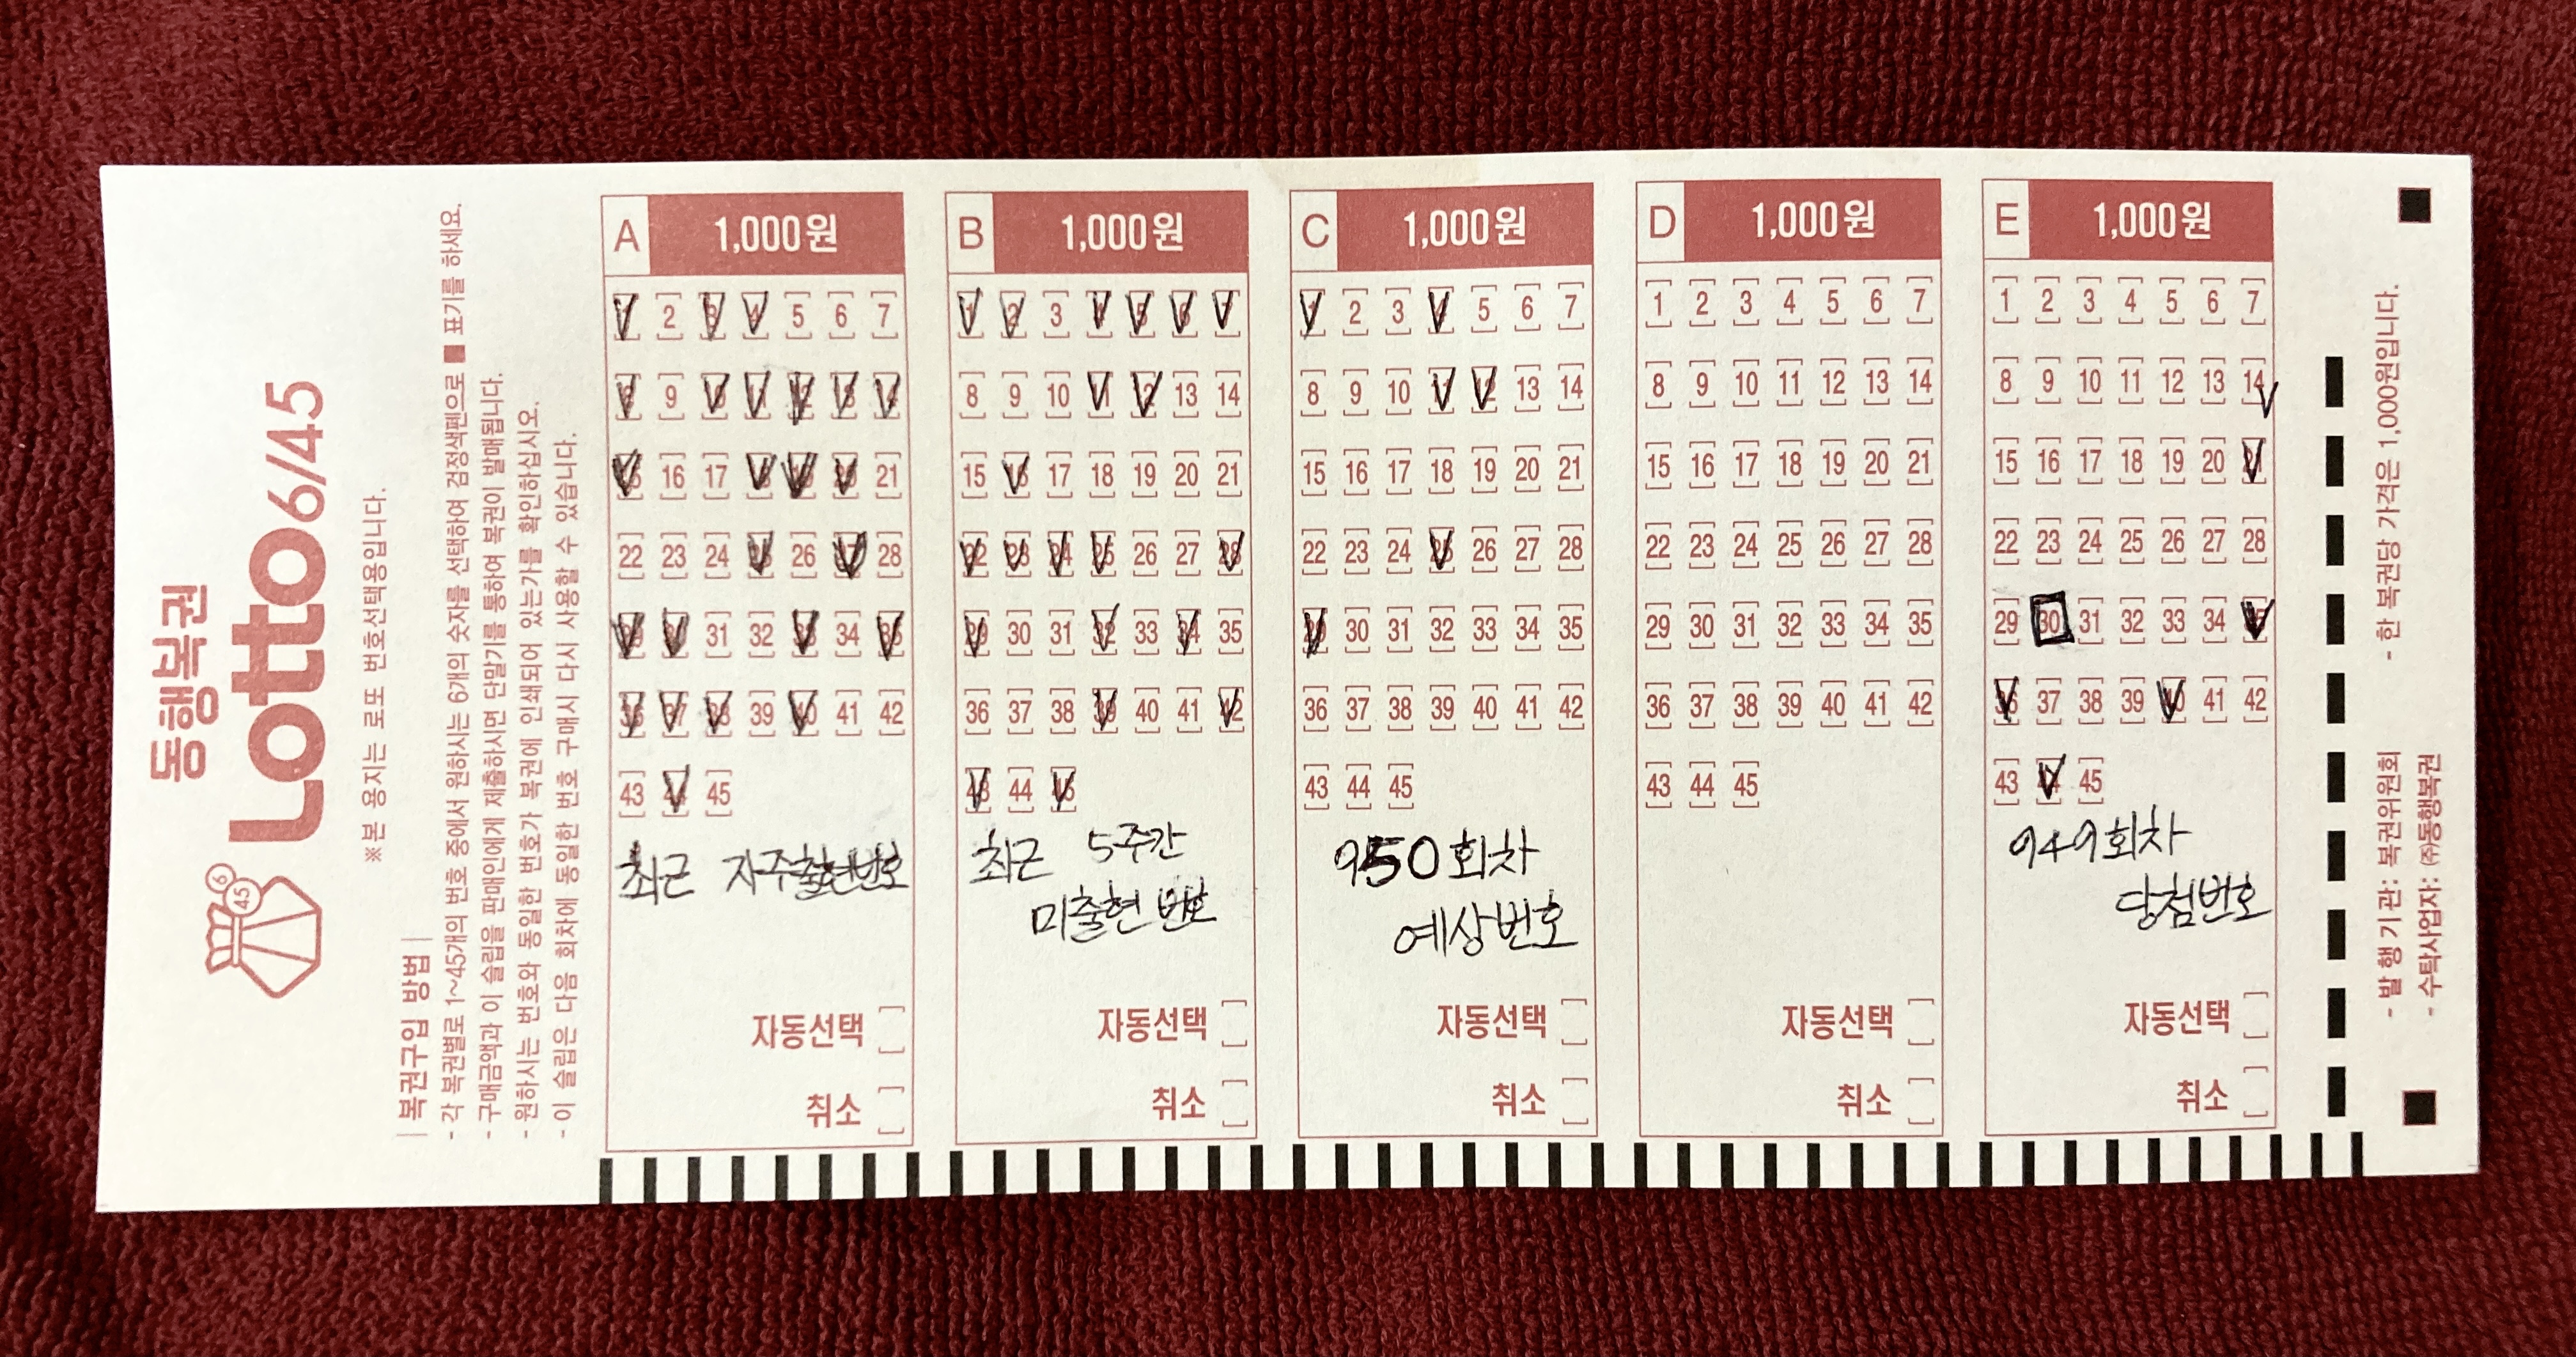 동행복권
Lotto6/45
6
45
※본 용지는 로또 번호선택용입니다.
| 복권구입 방법 |
- 각 복권별로 1~45개의 번호 중에서 원하시는 6개의 숫자를 선택하여 검정색펜으로 ■ 표기를 하세요.
- 구매금액과 이 슬립을 판매인에게 제출하시면 단말기를 통하여 복권이 발매됩니다.
- 원하시는 번호와 동일한 번호가 복권에 인쇄되어 있는가를 확인하십시오.
- 이 슬립은 다음 회차에 동일한 번호 구매시 다시 사용할 수 있습니다.
A 1,000원
1 2 3 4 5 6 7
8 9 10 11 12 13 14
15 16 17 18 19 20 21
22 23 24 25 26 27 28
29 30 31 32 33 34 35
36 37 38 39 40 41 42
43 44 45
최근 자주출현번호
자동선택 [ ]
취소 [ ]
B 1,000원
1 2 3 4 5 6 7
8 9 10 11 12 13 14
15 16 17 18 19 20 21
22 23 24 25 26 27 28
29 30 31 32 33 34 35
36 37 38 39 40 41 42
43 44 45
최근 5주간
미출현 번호
자동선택 [ ]
취소 [ ]
C 1,000원
1 2 3 4 5 6 7
8 9 10 11 12 13 14
15 16 17 18 19 20 21
22 23 24 25 26 27 28
29 30 31 32 33 34 35
36 37 38 39 40 41 42
43 44 45
950회차
예상번호
자동선택 [ ]
취소 [ ]
D 1,000원
1 2 3 4 5 6 7
8 9 10 11 12 13 14
15 16 17 18 19 20 21
22 23 24 25 26 27 28
29 30 31 32 33 34 35
36 37 38 39 40 41 42
43 44 45
자동선택 [ ]
취소 [ ]
E 1,000원
1 2 3 4 5 6 7
8 9 10 11 12 13 14
15 16 17 18 19 20 21
22 23 24 25 26 27 28
29 30 31 32 33 34 35
36 37 38 39 40 41 42
43 44 45
949회차
당첨번호
자동선택 [ ]
취소 [ ]
- 발 행 기 관: 복권위원회
- 한 복권당 가격은 1,000원입니다.
- 수탁사업자: ㈜동행복권